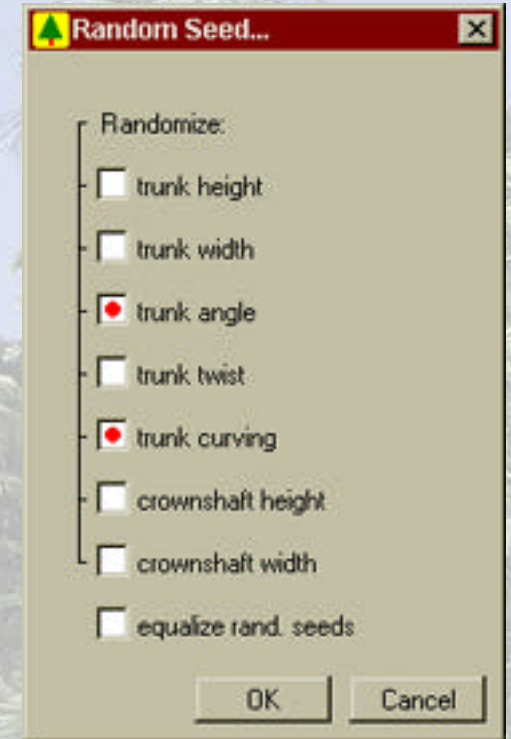 Random Seed...
Randomize:
trunk height
trunk width
trunk angle
trunk twist
trunk curving
crownshaft height
crownshaft width
equalize rand. seeds
OK Cancel